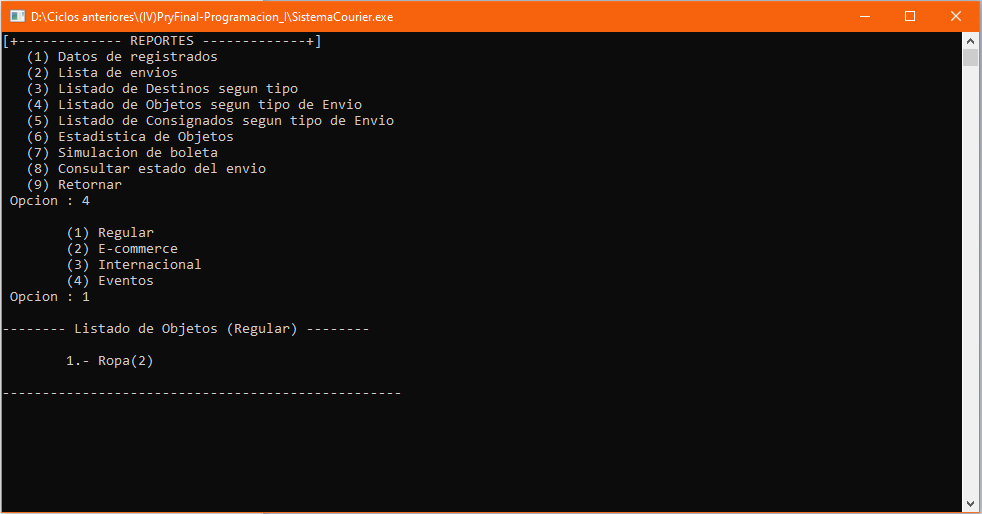 D:\Ciclos anteriores\(IV)PryFinal-Programacion_I\SistemaCourier.exe
[+------------- REPORTES -------------+]
(1) Datos de registrados
(2) Lista de envios
(3) Listado de Destinos segun tipo
(4) Listado de Objetos segun tipo de Envio
(5) Listado de Consignados segun tipo de Envio
(6) Estadistica de Objetos
(7) Simulacion de boleta
(8) Consultar estado del envio
(9) Retornar
Opcion : 4
(1) Regular
(2) E-commerce
(3) Internacional
(4) Eventos
Opcion : 1
-------- Listado de Objetos (Regular) --------
1.- Ropa(2)
--------------------------------------------------